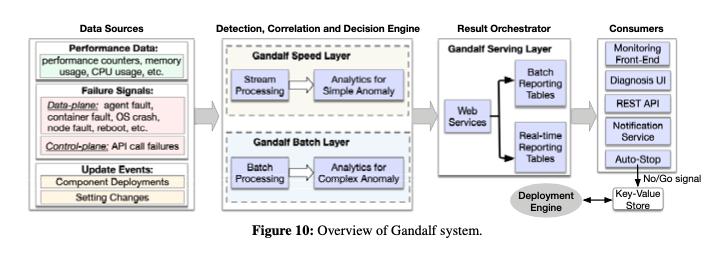 Data Sources
Performance Data:
performance counters, memory
usage, CPU usage, etc.
Failure Signals:
Data-plane: agent fault,
container fault, OS crash,
node fault, reboot, etc.
Control-plane: API call failures
Update Events:
Component Deployments
Setting Changes
Detection, Correlation and Decision Engine
Gandalf Speed Layer
Stream
Processing
Analytics for
Simple Anomaly
Gandalf Batch Layer
Batch
Processing
Analytics for
Complex Anomaly
Result Orchestrator
Gandalf Serving Layer
Web
Services
Batch
Reporting
Tables
Real-time
Reporting
Tables
Consumers
Monitoring
Front-End
Diagnosis UI
REST API
Notification
Service
Auto-Stop
No/Go signal
Key-Value
Store
Deployment
Engine
Figure 10: Overview of Gandalf system.